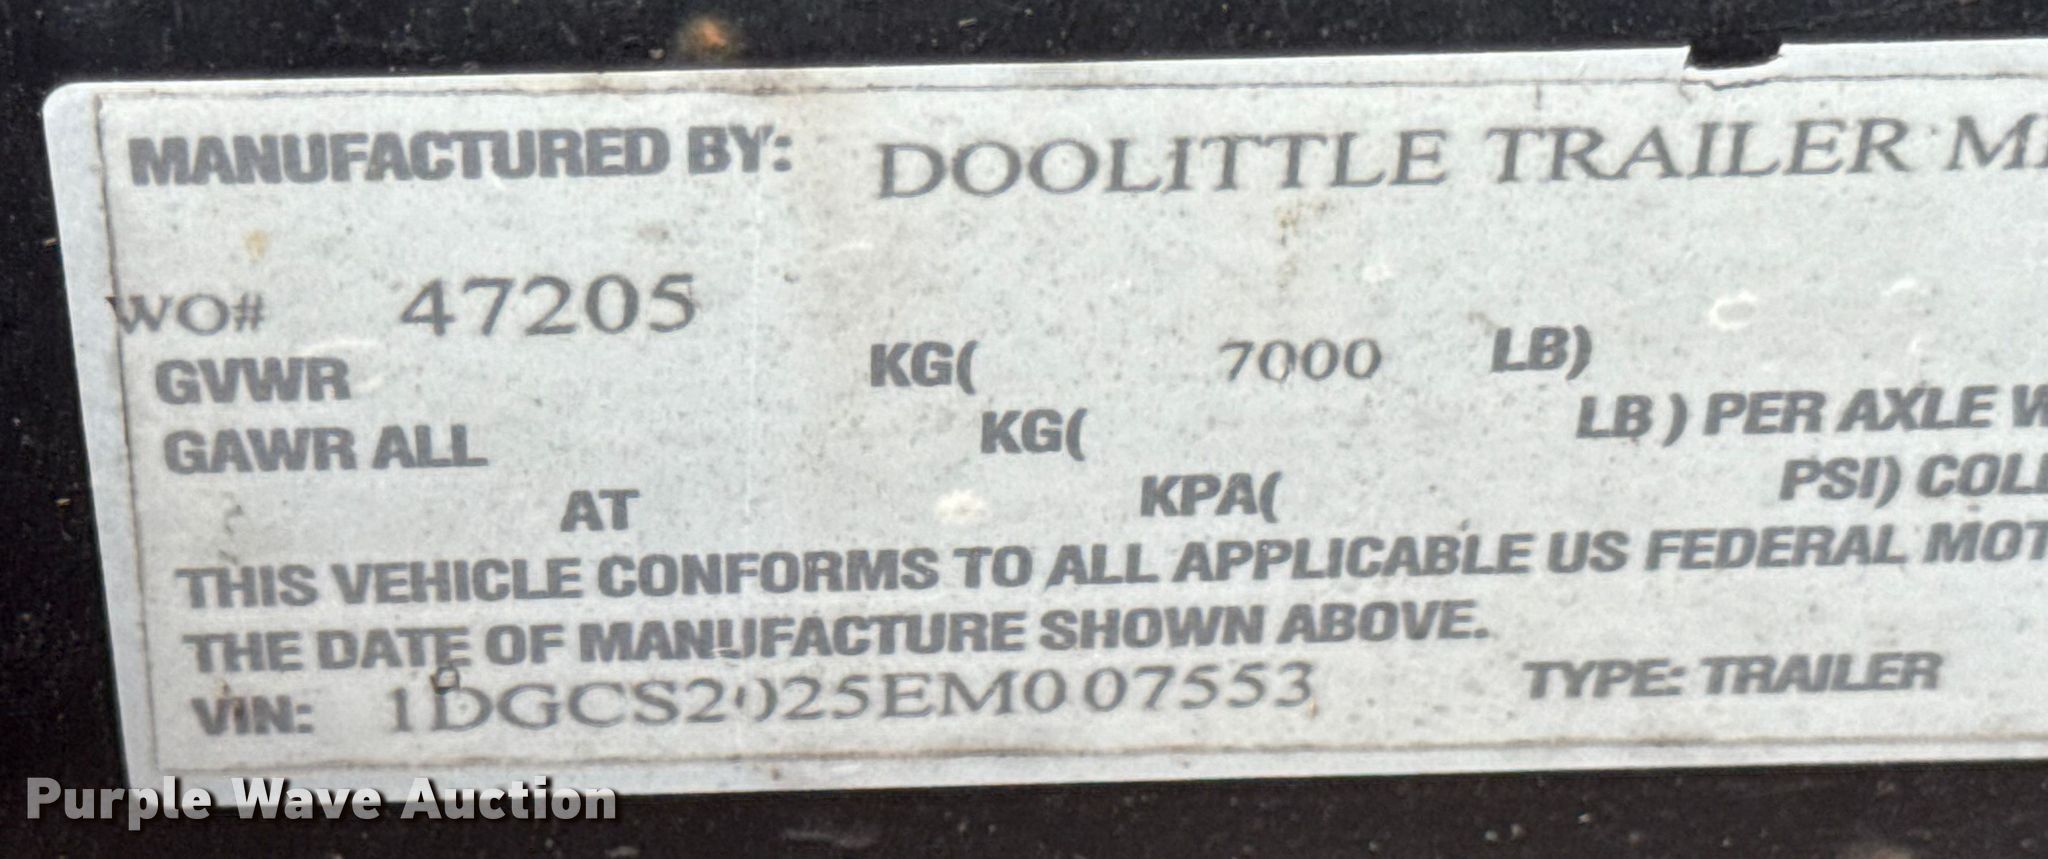 MANUFACTURED BY: DOOLITTLE TRAILER
WO# 47205
GVWR KG( 7000 LB)
GAWR ALL KG( LB ) PER AXLE
AT KPA( PSI)
THIS VEHICLE CONFORMS TO ALL APPLICABLE US FEDERAL
THE DATE OF MANUFACTURE SHOWN ABOVE.
VIN: 1DGCS2025EM007553 TYPE: TRAILER
Purple Wave Auction